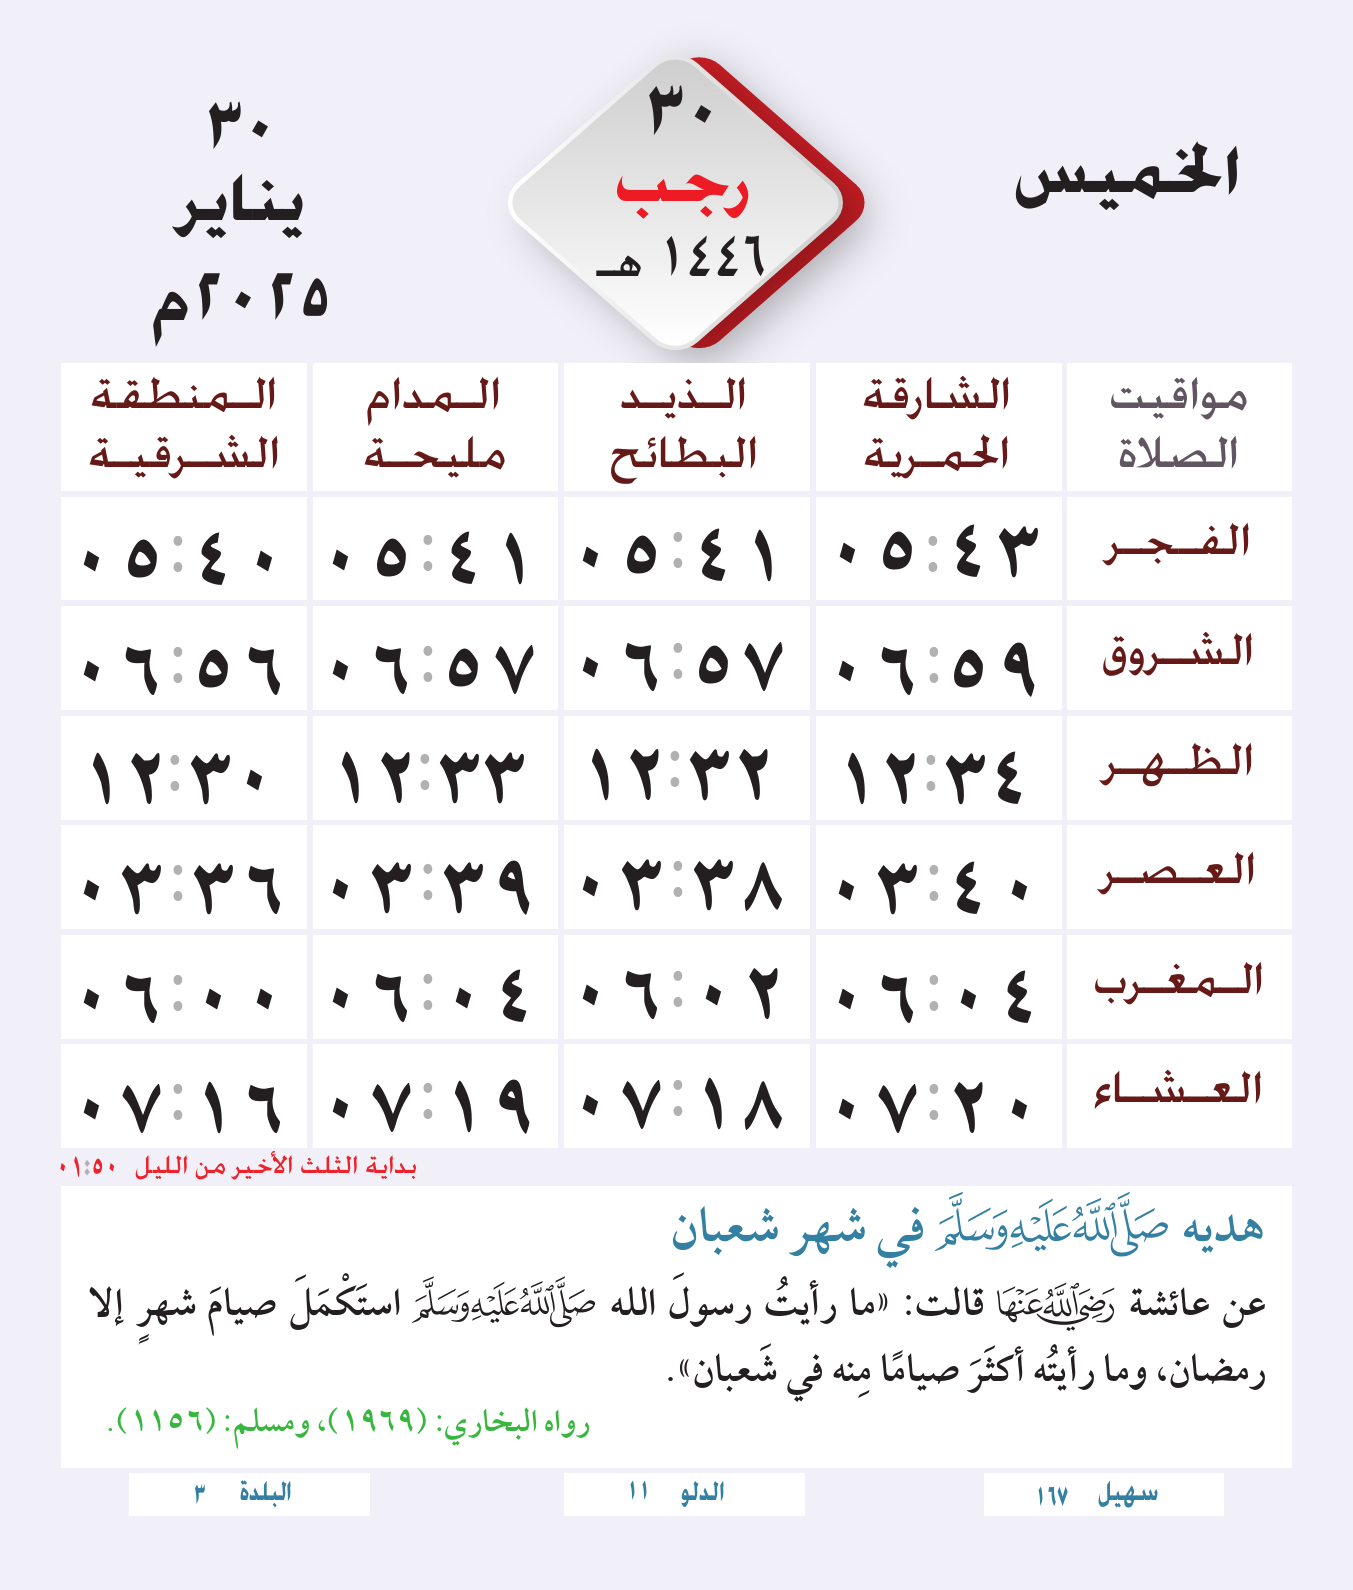 الخميس
٣٠
رجب
١٤٤٦ هـ
٣٠
يناير
٢٠٢٥م
مواقيت الصلاة الشارقة الحمرية الذيد البطائح المدام مليحة المنطقة الشرقية
الفجر ٠٥:٤٣ ٠٥:٤١ ٠٥:٤١ ٠٥:٤٠
الشروق ٠٦:٥٩ ٠٦:٥٧ ٠٦:٥٧ ٠٦:٥٦
الظهر ١٢:٣٤ ١٢:٣٢ ١٢:٣٣ ١٢:٣٠
العصر ٠٣:٤٠ ٠٣:٣٨ ٠٣:٣٩ ٠٣:٣٦
المغرب ٠٦:٠٤ ٠٦:٠٢ ٠٦:٠٤ ٠٦:٠٠
العشاء ٠٧:٢٠ ٠٧:١٨ ٠٧:١٩ ٠٧:١٦
بداية الثلث الأخير من الليل ٠١:٥٠
هديه صَلَّى اللَّهُ عَلَيْهِ وَسَلَّمَ في شهر شعبان
عن عائشة رَضِيَ اللَّهُ عَنْهَا قالت: «ما رأيتُ رسولَ الله صَلَّى اللَّهُ عَلَيْهِ وَسَلَّمَ استَكْمَلَ صيامَ شهرٍ إلا
رمضان، وما رأيتُه أكثَرَ صيامًا مِنه في شَعبان».
رواه البخاري: (١٩٦٩)، ومسلم: (١١٥٦).
سهيل ١٦٧ الدلو ١١ البلدة ٣